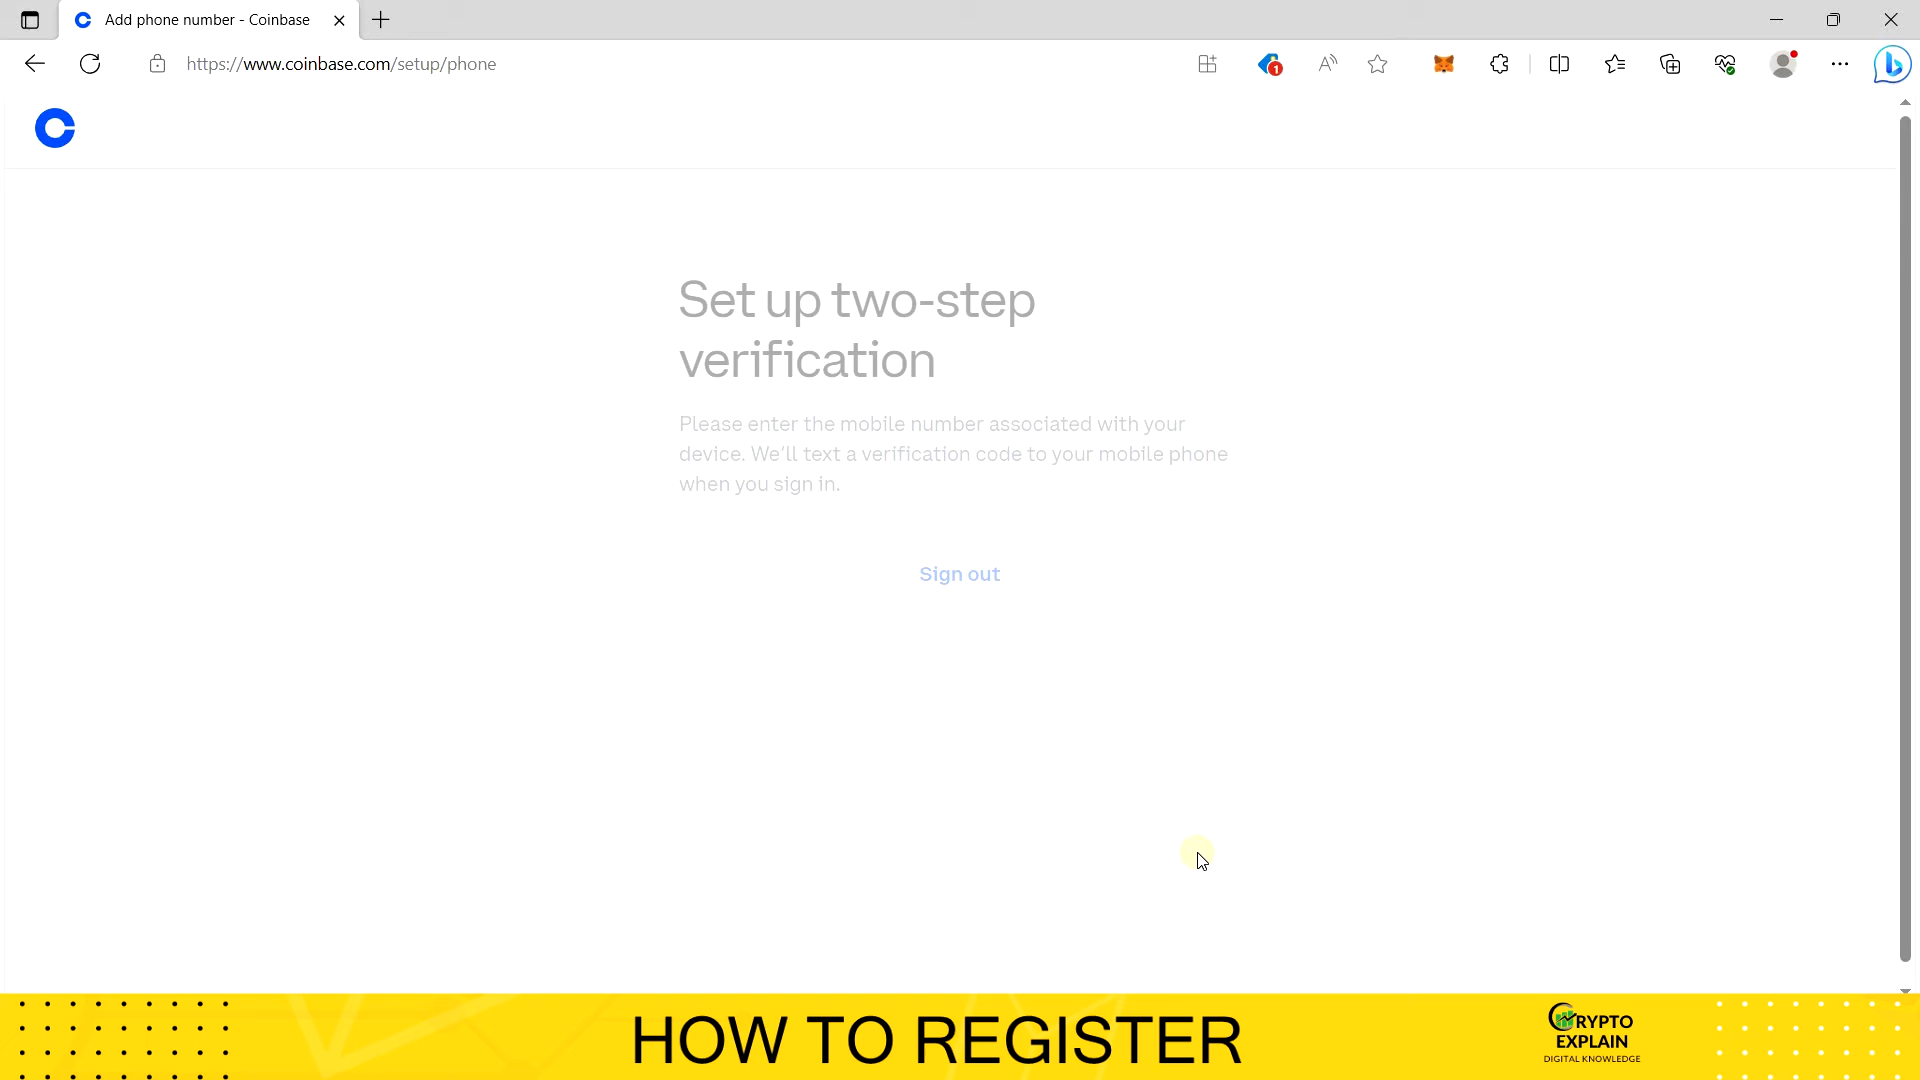 Add phone number - Coinbase
https://www.coinbase.com/setup/phone
1
Set up two-step
verification
Please enter the mobile number associated with your
device. We'll text a verification code to your mobile phone
when you sign in.
Sign out
HOW TO REGISTER
CRYPTO
EXPLAIN
DIGITAL KNOWLEDGE